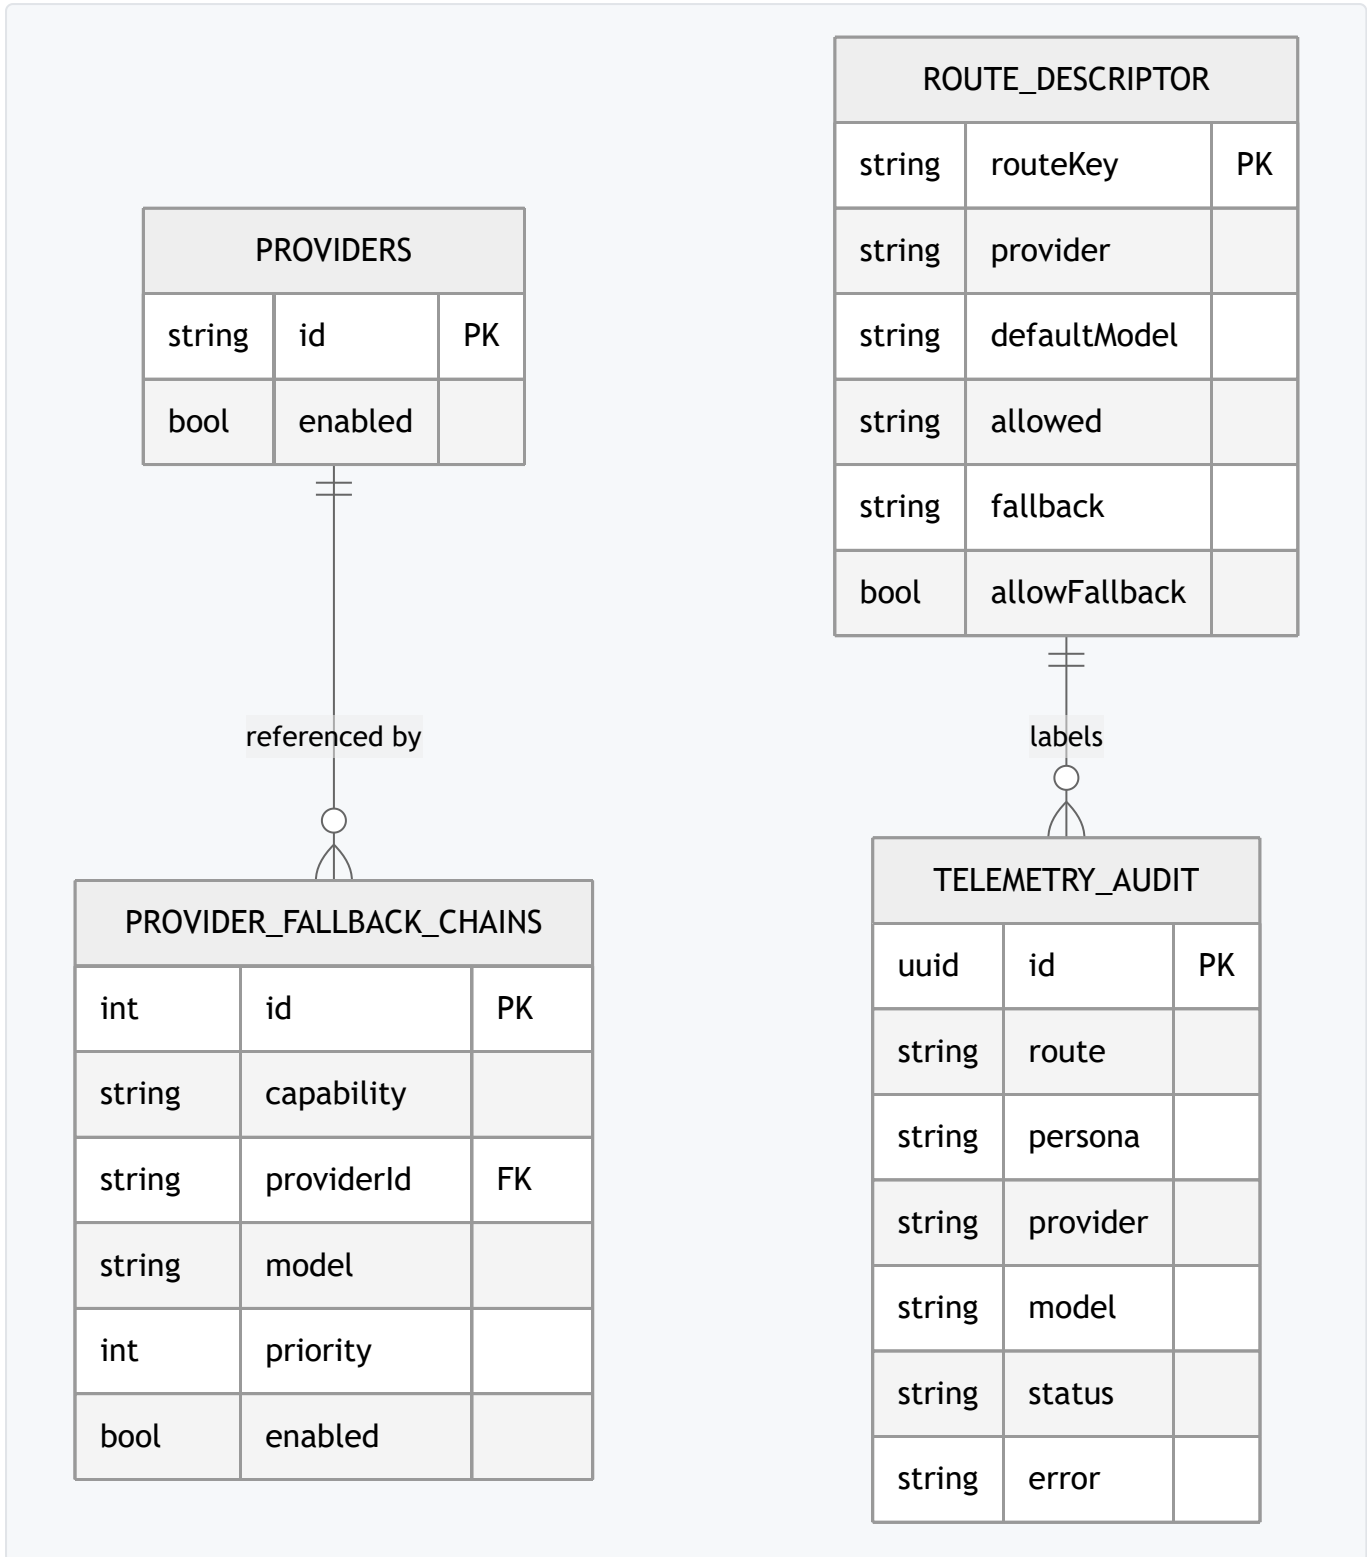 PROVIDERS
string id PK
bool enabled
referenced by
PROVIDER_FALLBACK_CHAINS
int id PK
string capability
string providerId FK
string model
int priority
bool enabled
ROUTE_DESCRIPTOR
string routeKey PK
string provider
string defaultModel
string allowed
string fallback
bool allowFallback
labels
TELEMETRY_AUDIT
uuid id PK
string route
string persona
string provider
string model
string status
string error